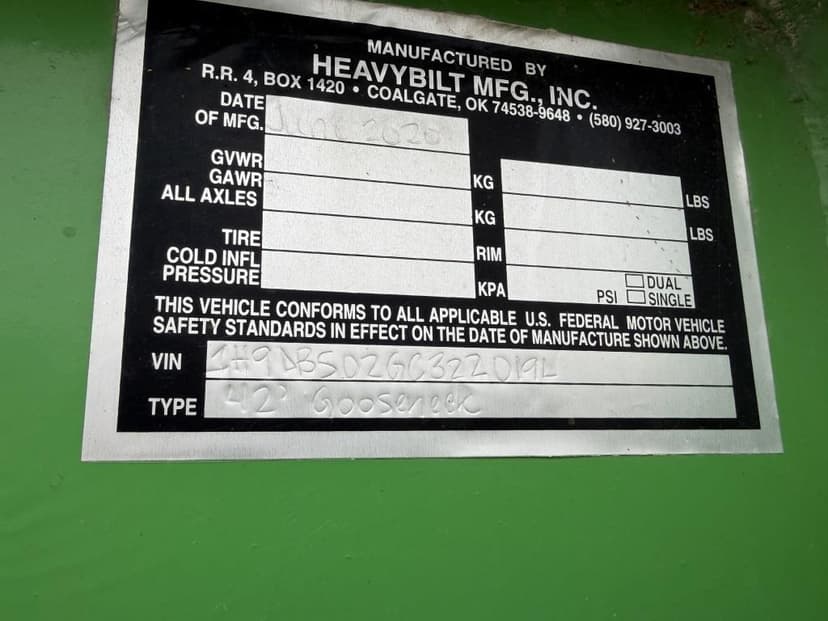 MANUFACTURED BY
HEAVYBILT MFG., INC.
R.R. 4, BOX 1420 • COALGATE, OK 74538-9648 • (580) 927-3003
DATE OF MFG. June 2020
GVWR KG LBS
GAWR ALL AXLES KG LBS
TIRE RIM
COLD INFL PRESSURE KPA PSI DUAL SINGLE
THIS VEHICLE CONFORMS TO ALL APPLICABLE U.S. FEDERAL MOTOR VEHICLE
SAFETY STANDARDS IN EFFECT ON THE DATE OF MANUFACTURE SHOWN ABOVE.
VIN
TYPE 42' Gooseneck